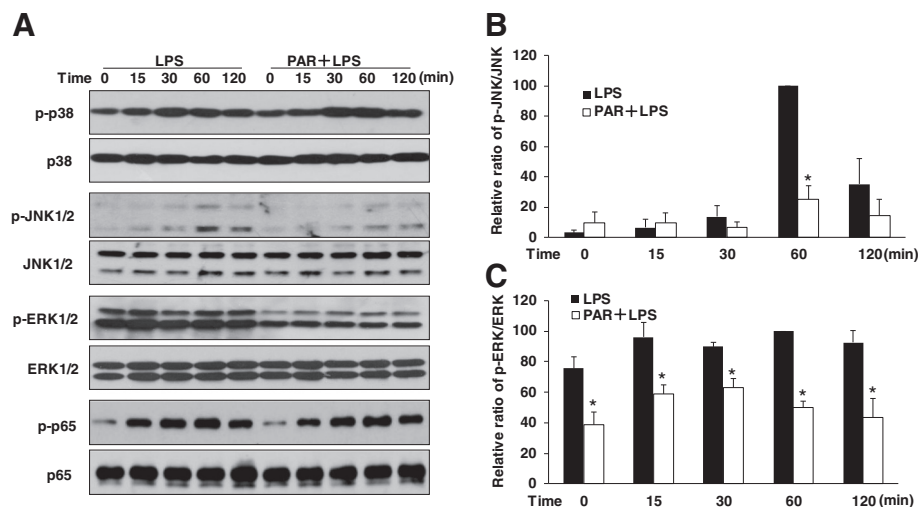 A
LPS PAR+LPS
Time 0 15 30 60 120 0 15 30 60 120 (min)
p-p38
p38
p-JNK1/2
JNK1/2
p-ERK1/2
ERK1/2
p-p65
p65
B
Relative ratio of p-JNK/JNK
120
100
80
60
40
20
0
LPS
PAR+LPS
*
Time 0 15 30 60 120(min)
C
Relative ratio of p-ERK/ERK
120
100
80
60
40
20
0
LPS
PAR+LPS
* * * * *
Time 0 15 30 60 120 (min)